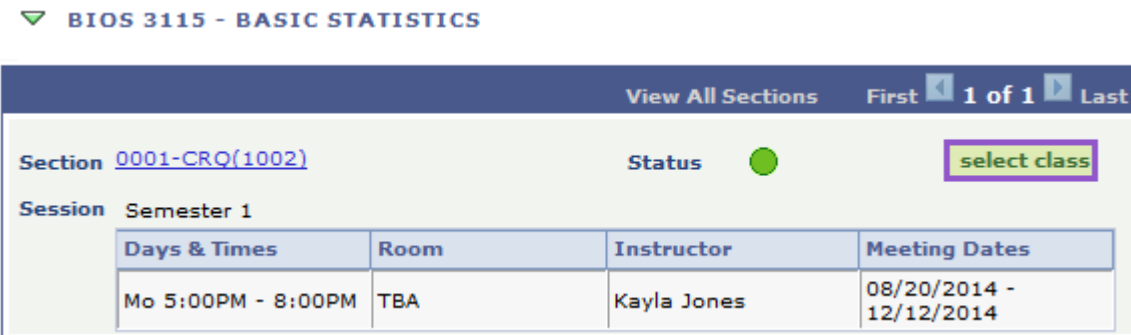 BIOS 3115 - BASIC STATISTICS
View All Sections First 1 of 1 Last
Section 0001-CRQ(1002) Status select class
Session Semester 1
Days & Times Room Instructor Meeting Dates
Mo 5:00PM - 8:00PM TBA Kayla Jones 08/20/2014 -
12/12/2014